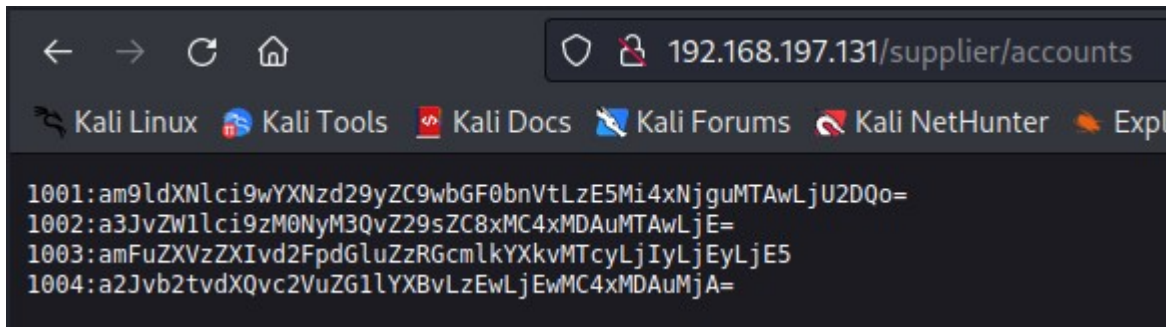 192.168.197.131/supplier/accounts
Kali Linux Kali Tools Kali Docs Kali Forums Kali NetHunter
1001:am9ldXNlci9wYXNzd29yZC9wbGF0bnVtLzE5Mi4xNjguMTAwLjU2DQo=
1002:a3JvZW1lci9zM0NyM3QvZ29sZC8xMC4xMDAuMTAwLjE=
1003:amFuZXVzZXIvd2FpdGluZzRGcmlkYXkvMTcyLjIyLjEyLjE5
1004:a2Jvb2tvdXQvc2VuZG1lYXBvLzEwLjEwMC4xMDAuMjA=